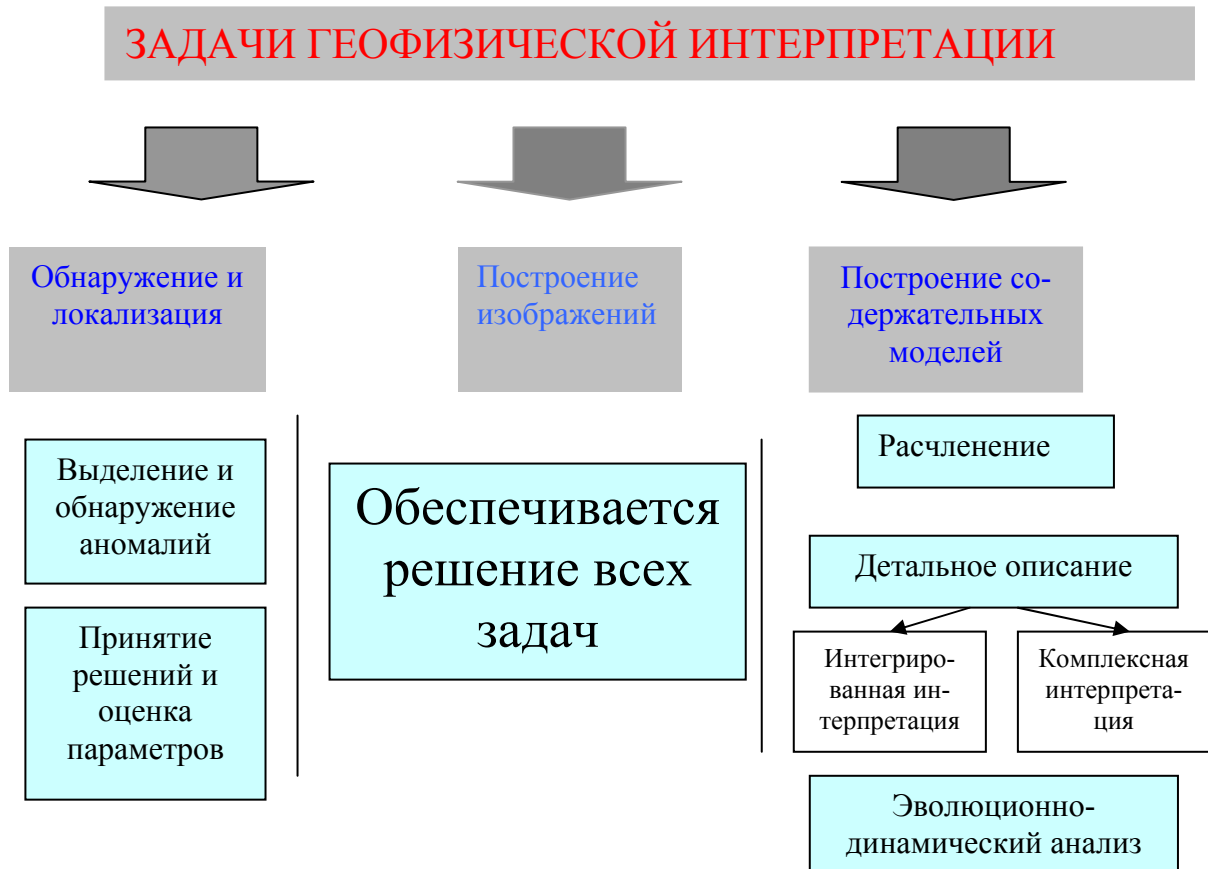 ЗАДАЧИ ГЕОФИЗИЧЕСКОЙ ИНТЕРПРЕТАЦИИ
Обнаружение и
локализация
Построение
изображений
Построение со-
держательных
моделей
Выделение и
обнаружение
аномалий
Принятие
решений и
оценка
параметров
Обеспечивается
решение всех
задач
Расчленение
Детальное описание
Интегриро-
ванная ин-
терпретация
Комплексная
интерпрета-
ция
Эволюционно-
динамический анализ